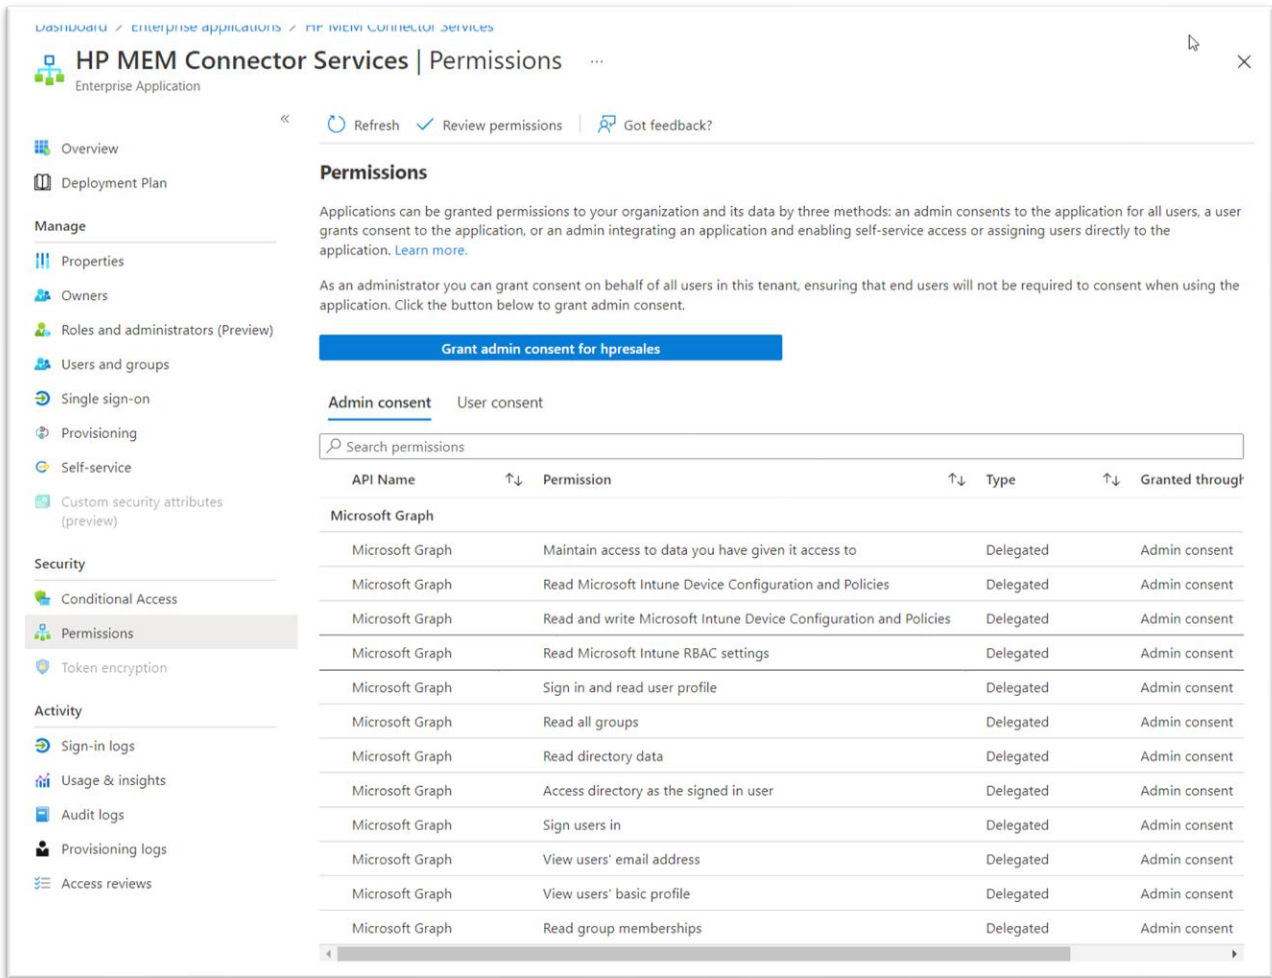 Dashboard > Enterprise applications > HP MEM Connector Services
HP MEM Connector Services | Permissions ...
Enterprise Application
«
Overview
Deployment Plan
Manage
Properties
Owners
Roles and administrators (Preview)
Users and groups
Single sign-on
Provisioning
Self-service
Custom security attributes
(preview)
Security
Conditional Access
Permissions
Token encryption
Activity
Sign-in logs
Usage & insights
Audit logs
Provisioning logs
Access reviews
Refresh Review permissions Got feedback?
Permissions
Applications can be granted permissions to your organization and its data by three methods: an admin consents to the application for all users, a user
grants consent to the application, or an admin integrating an application and enabling self-service access or assigning users directly to the
application. Learn more.
As an administrator you can grant consent on behalf of all users in this tenant, ensuring that end users will not be required to consent when using the
application. Click the button below to grant admin consent.
Grant admin consent for hpresales
Admin consent User consent
Search permissions
API Name ↑↓ Permission ↑↓ Type ↑↓ Granted through
Microsoft Graph
Microsoft Graph Maintain access to data you have given it access to Delegated Admin consent
Microsoft Graph Read Microsoft Intune Device Configuration and Policies Delegated Admin consent
Microsoft Graph Read and write Microsoft Intune Device Configuration and Policies Delegated Admin consent
Microsoft Graph Read Microsoft Intune RBAC settings Delegated Admin consent
Microsoft Graph Sign in and read user profile Delegated Admin consent
Microsoft Graph Read all groups Delegated Admin consent
Microsoft Graph Read directory data Delegated Admin consent
Microsoft Graph Access directory as the signed in user Delegated Admin consent
Microsoft Graph Sign users in Delegated Admin consent
Microsoft Graph View users' email address Delegated Admin consent
Microsoft Graph View users' basic profile Delegated Admin consent
Microsoft Graph Read group memberships Delegated Admin consent